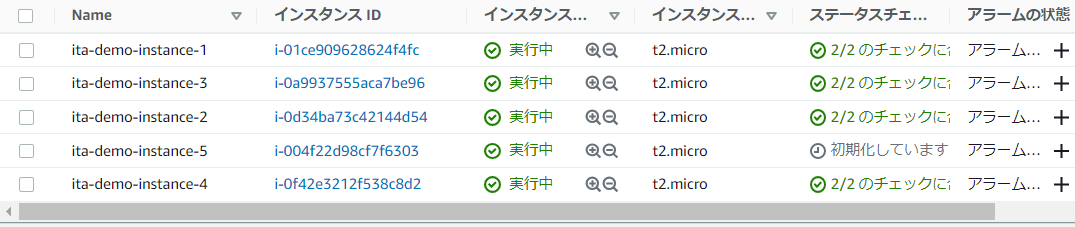 Name インスタンス ID インスタンス… インスタンス… ステータスチェ… アラームの状態
ita-demo-instance-1 i-01ce909628624f4fc 実行中 t2.micro 2/2 のチェックに アラーム…
ita-demo-instance-3 i-0a9937555aca7be96 実行中 t2.micro 2/2 のチェックに アラーム…
ita-demo-instance-2 i-0d34ba73c42144d54 実行中 t2.micro 2/2 のチェックに アラーム…
ita-demo-instance-5 i-004f22d98cf7f6303 実行中 t2.micro 初期化しています アラーム…
ita-demo-instance-4 i-0f42e3212f538c8d2 実行中 t2.micro 2/2 のチェックに アラーム…